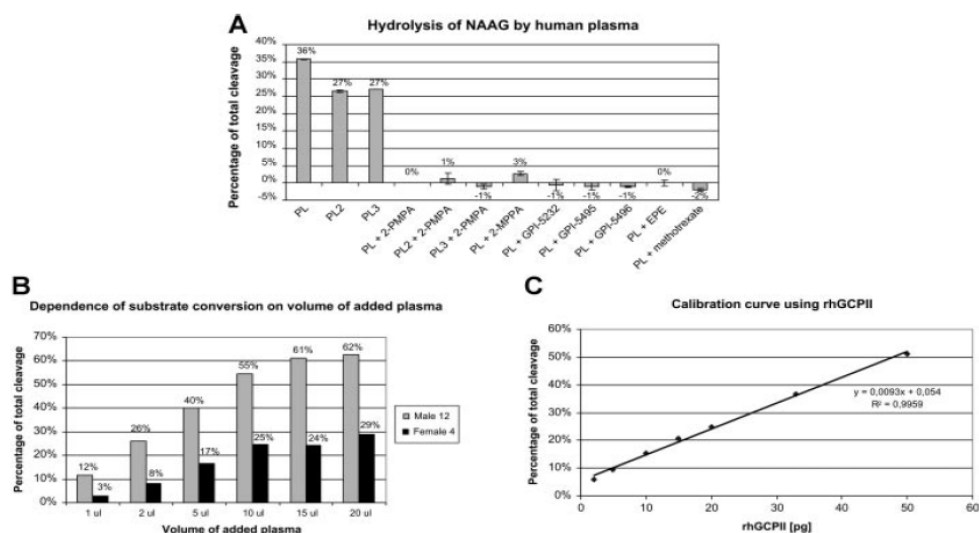 A
Hydrolysis of NAAG by human plasma
Percentage of total cleavage
40%
35%
30%
25%
20%
15%
10%
5%
0%
-5%
36%
27%
27%
0%
1%
-1%
3%
-1%
-1%
-1%
0%
-2%
PL
PL2
PL3
PL + 2-PMPA
PL2 + 2-PMPA
PL3 + 2-PMPA
PL + 2-MPPA
PL + GPI-5232
PL + GPI-5495
PL + GPI-5496
PL + EPE
PL + methotrexate
B
Dependence of substrate conversion on volume of added plasma
Percentage of total cleavage
70%
60%
50%
40%
30%
20%
10%
0%
12%
3%
26%
8%
40%
17%
55%
25%
61%
24%
62%
29%
1 ul
2 ul
5 ul
10 ul
15 ul
20 ul
Volume of added plasma
Male 12
Female 4
C
Calibration curve using rhGCPII
Percentage of total cleavage
60%
50%
40%
30%
20%
10%
0%
y = 0,0093x + 0,054
R² = 0,9959
0
10
20
30
40
50
60
rhGCPII [pg]